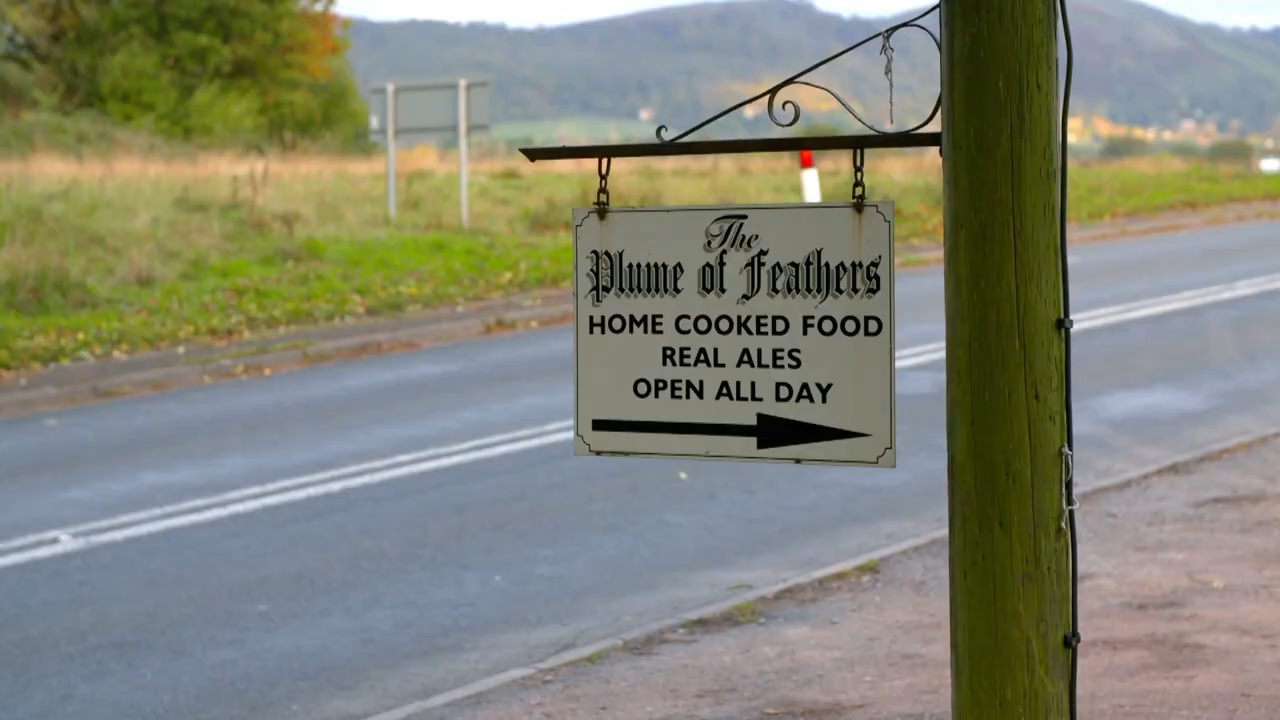 The
Plume of Feathers
HOME COOKED FOOD
REAL ALES
OPEN ALL DAY